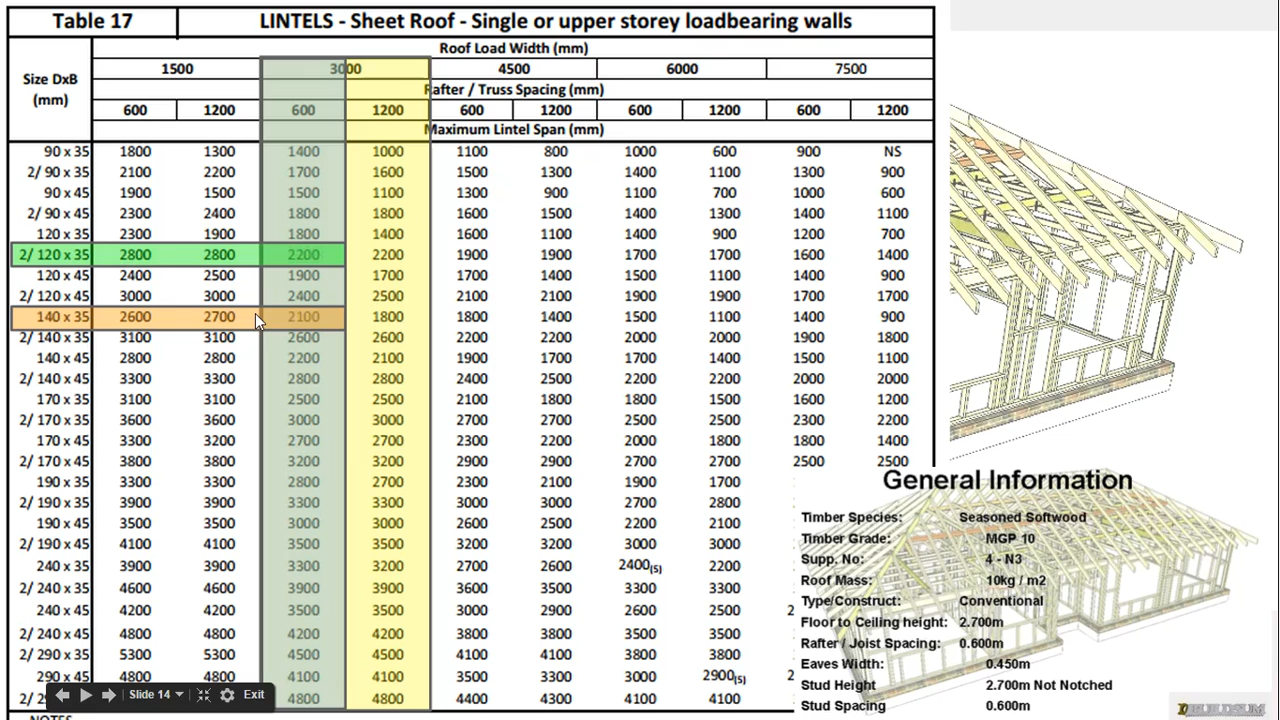 Table 17 LINTELS - Sheet Roof - Single or upper storey loadbearing walls
Size DxB (mm)
Roof Load Width (mm)
1500 3000 4500 6000 7500
Rafter / Truss Spacing (mm)
600 1200 600 1200 600 1200 600 1200 600 1200
Maximum Lintel Span (mm)
90 x 35 1800 1300 1400 1000 1100 800 1000 600 900 NS
2/ 90 x 35 2100 2200 1700 1600 1500 1300 1400 1100 1300 900
90 x 45 1900 1500 1500 1100 1300 900 1100 700 1000 600
2/ 90 x 45 2300 2400 1800 1800 1600 1500 1400 1300 1400 1100
120 x 35 2300 1900 1800 1400 1600 1100 1400 900 1200 700
2/ 120 x 35 2800 2800 2200 2200 1900 1900 1700 1700 1600 1400
120 x 45 2400 2500 1900 1700 1700 1400 1500 1100 1400 900
2/ 120 x 45 3000 3000 2400 2500 2100 2100 1900 1900 1700 1700
140 x 35 2600 2700 2100 1800 1800 1400 1500 1100 1400 900
2/ 140 x 35 3100 3100 2600 2600 2200 2200 2000 2000 1900 1800
140 x 45 2800 2800 2200 2100 1900 1700 1700 1400 1500 1100
2/ 140 x 45 3300 3300 2800 2800 2400 2500 2200 2200 2000 2000
170 x 35 3100 3100 2500 2500 2100 1800 1800 1500 1600 1200
2/ 170 x 35 3600 3600 3000 3000 2700 2700 2500 2500 2300 2200
170 x 45 3300 3200 2700 2700 2300 2200 2000 1800 1800 1400
2/ 170 x 45 3800 3800 3200 3200 2900 2900 2700 2700 2500 2500
190 x 35 3300 3300 2800 2700 2300 2100 1900 1700
2/ 190 x 35 3900 3900 3300 3300 3000 3000 2700 2800
190 x 45 3500 3500 3000 3000 2600 2500 2200 2100
2/ 190 x 45 4100 4100 3500 3500 3200 3200 3000 3000
240 x 35 3900 3900 3300 3200 2700 2600 2400(5) 2200
2/ 240 x 35 4600 4600 3900 3900 3600 3500 3300 3300
240 x 45 4200 4200 3500 3500 3000 2900 2600 2500 2
2/ 240 x 45 4800 4800 4200 4200 3800 3800 3500 3500
2/ 290 x 35 5300 5300 4500 4500 4100 4100 3800 3800
290 x 45 4800 4800 4100 4100 3500 3300 3000 2900(5) 2
2/ 4800 4800 4400 4300 4100 4100
NOTES
Slide 14 Exit
General Information
Timber Species: Seasoned Softwood
Timber Grade: MGP 10
Supp. No: 4 - N3
Roof Mass: 10kg / m2
Type/Construct: Conventional
Floor to Ceiling height: 2.700m
Rafter / Joist Spacing: 0.600m
Eaves Width: 0.450m
Stud Height 2.700m Not Notched
Stud Spacing 0.600m